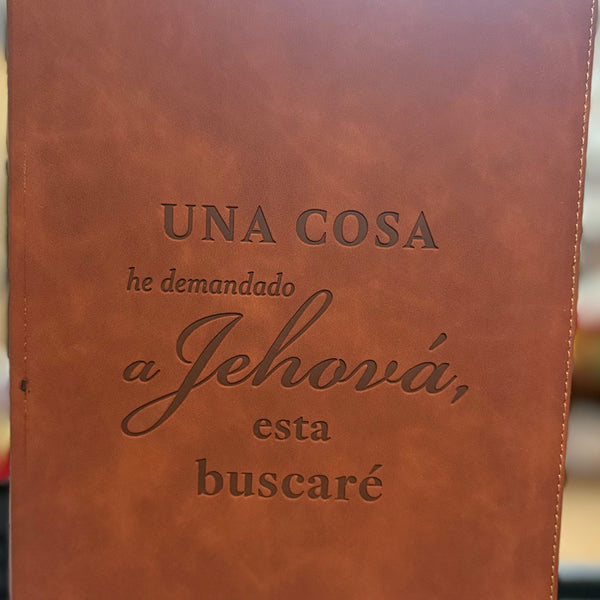 UNA COSA
he demandado
a Jehová,
esta
buscaré